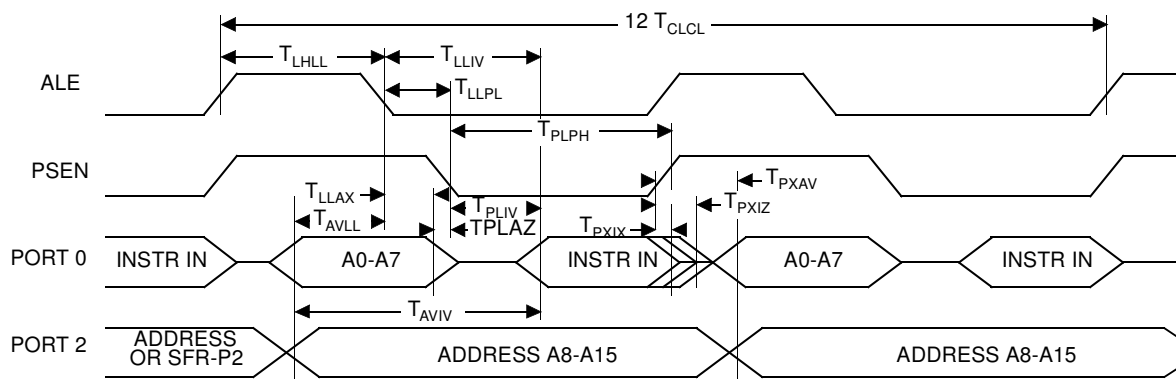 12 TCLCL
TLHLL TLLIV
ALE
TLLPL
TPLPH
PSEN
TLLAX TPXAV
TAVLL TPLIV TPXIZ
TPLAZ TPXIX
PORT 0 INSTR IN A0-A7 INSTR IN A0-A7 INSTR IN
TAVIV
PORT 2 ADDRESS
OR SFR-P2 ADDRESS A8-A15 ADDRESS A8-A15